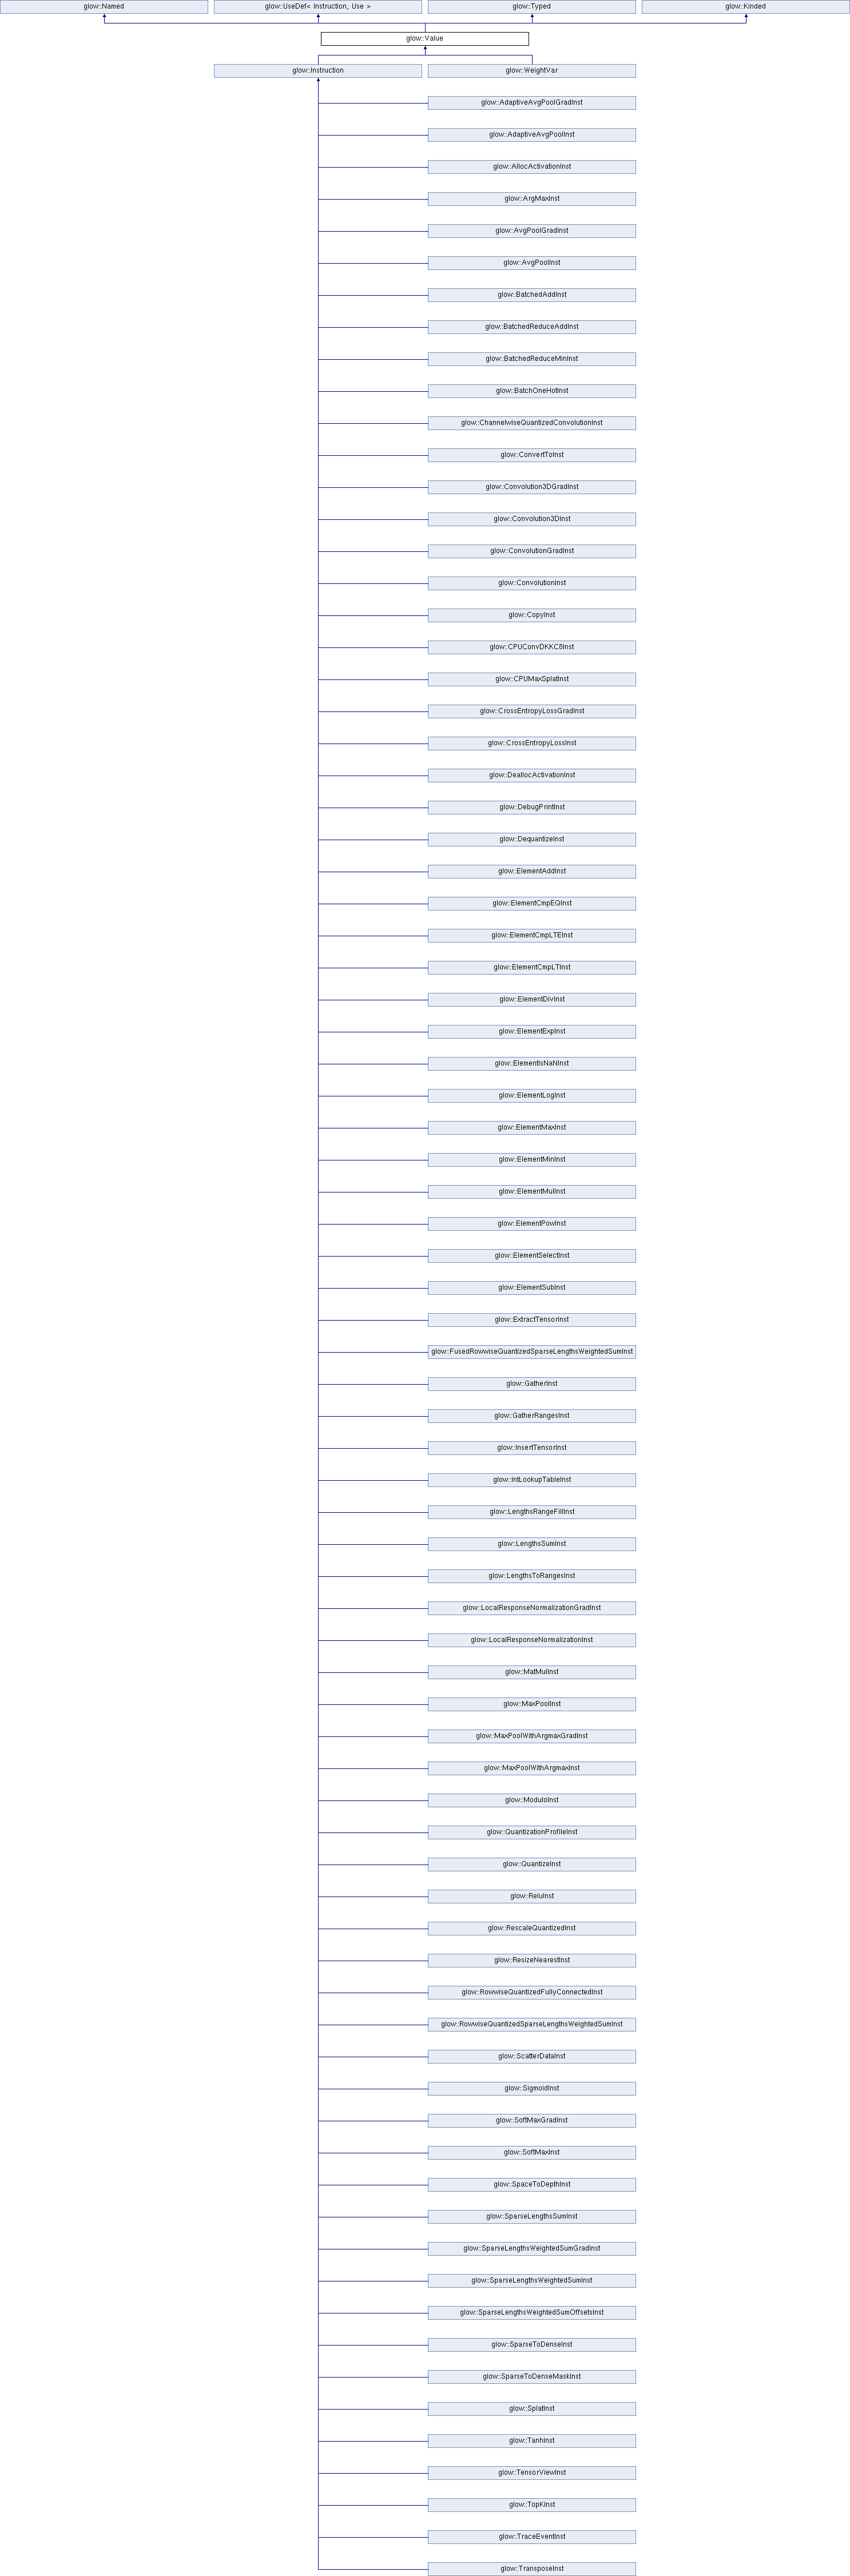 glow::Named
glow::UseDef< Instruction, Use >
glow::Typed
glow::Kinded
glow::Value
glow::Instruction
glow::WeightVar
glow::AdaptiveAvgPoolGradInst
glow::AdaptiveAvgPoolInst
glow::AllocActivationInst
glow::ArgMaxInst
glow::AvgPoolGradInst
glow::AvgPoolInst
glow::BatchedAddInst
glow::BatchedReduceAddInst
glow::BatchedReduceMinInst
glow::BatchOneHotInst
glow::ChannelwiseQuantizedConvolutionInst
glow::ConvertToInst
glow::Convolution3DGradInst
glow::Convolution3DInst
glow::ConvolutionGradInst
glow::ConvolutionInst
glow::CopyInst
glow::CPUConvDKKC8Inst
glow::CPUMaxSplatInst
glow::CrossEntropyLossGradInst
glow::CrossEntropyLossInst
glow::DeallocActivationInst
glow::DebugPrintInst
glow::DequantizeInst
glow::ElementAddInst
glow::ElementCmpEQInst
glow::ElementCmpLTEInst
glow::ElementCmpLTInst
glow::ElementDivInst
glow::ElementExpInst
glow::ElementIsNaNInst
glow::ElementLogInst
glow::ElementMaxInst
glow::ElementMinInst
glow::ElementMulInst
glow::ElementPowInst
glow::ElementSelectInst
glow::ElementSubInst
glow::ExtractTensorInst
glow::FusedRowwiseQuantizedSparseLengthsWeightedSumInst
glow::GatherInst
glow::GatherRangesInst
glow::InsertTensorInst
glow::IntLookupTableInst
glow::LengthsRangeFillInst
glow::LengthsSumInst
glow::LengthsToRangesInst
glow::LocalResponseNormalizationGradInst
glow::LocalResponseNormalizationInst
glow::MatMulInst
glow::MaxPoolInst
glow::MaxPoolWithArgmaxGradInst
glow::MaxPoolWithArgmaxInst
glow::ModuloInst
glow::QuantizationProfileInst
glow::QuantizeInst
glow::ReluInst
glow::RescaleQuantizedInst
glow::ResizeNearestInst
glow::RowwiseQuantizedFullyConnectedInst
glow::RowwiseQuantizedSparseLengthsWeightedSumInst
glow::ScatterDataInst
glow::SigmoidInst
glow::SoftMaxGradInst
glow::SoftMaxInst
glow::SpaceToDepthInst
glow::SparseLengthsSumInst
glow::SparseLengthsWeightedSumGradInst
glow::SparseLengthsWeightedSumInst
glow::SparseLengthsWeightedSumOffsetsInst
glow::SparseToDenseInst
glow::SparseToDenseMaskInst
glow::SplatInst
glow::TanhInst
glow::TensorViewInst
glow::TopKInst
glow::TraceEventInst
glow::TransposeInst